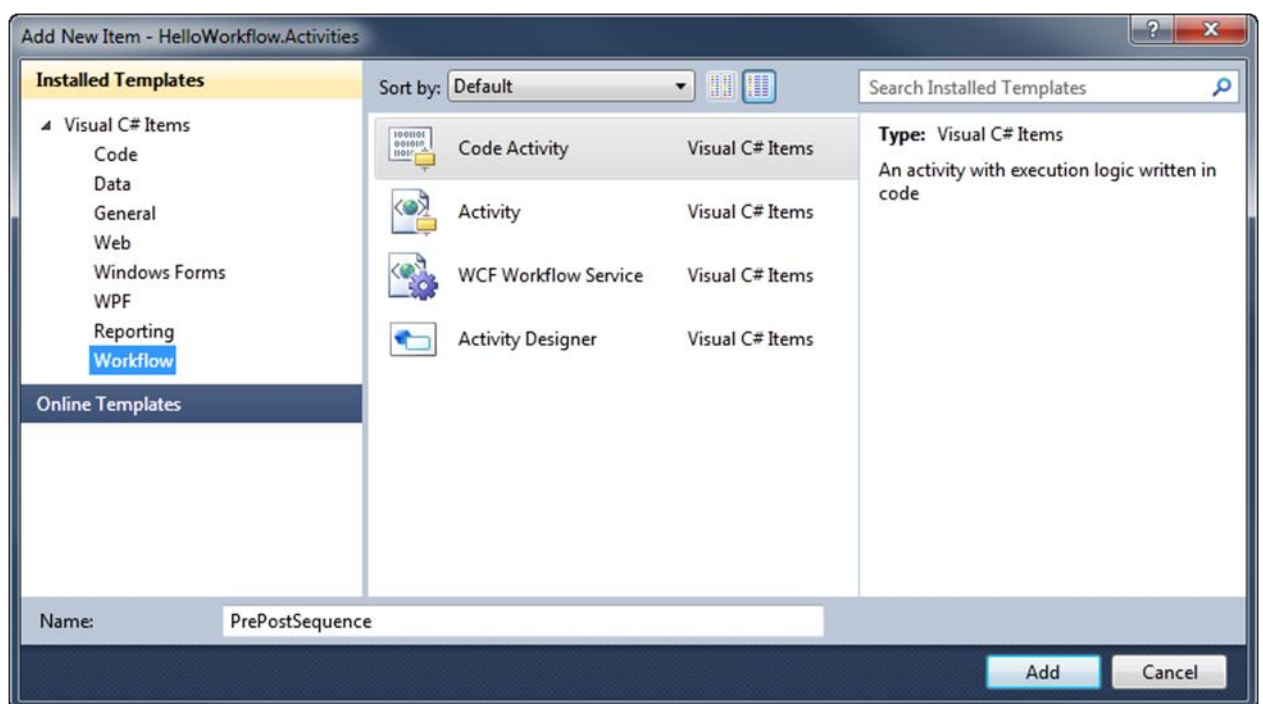 Add New Item - HelloWorkflow.Activities
Installed Templates
Sort by: Default
Search Installed Templates
Visual C# Items
Code
Data
General
Web
Windows Forms
WPF
Reporting
Workflow
Online Templates
Code Activity Visual C# Items
Activity Visual C# Items
WCF Workflow Service Visual C# Items
Activity Designer Visual C# Items
Type: Visual C# Items
An activity with execution logic written in
code
Name: PrePostSequence
Add Cancel